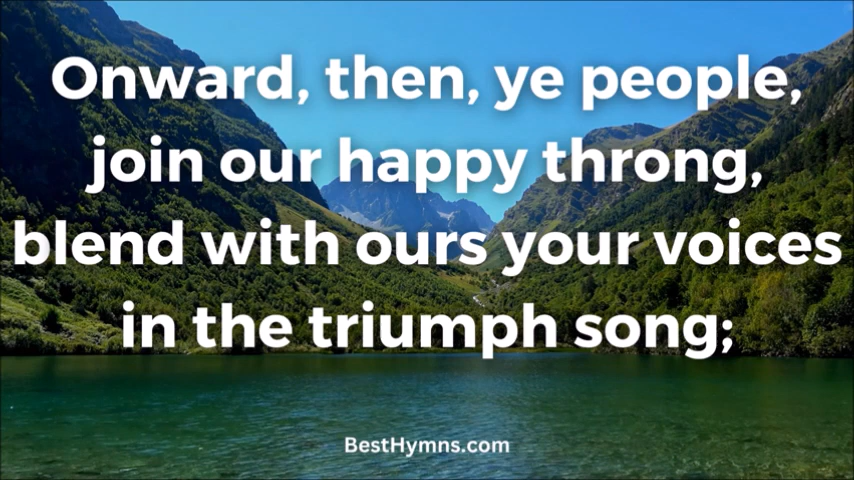 Onward, then, ye people,
join our happy throng,
blend with ours your voices
in the triumph song;
BestHymns.com